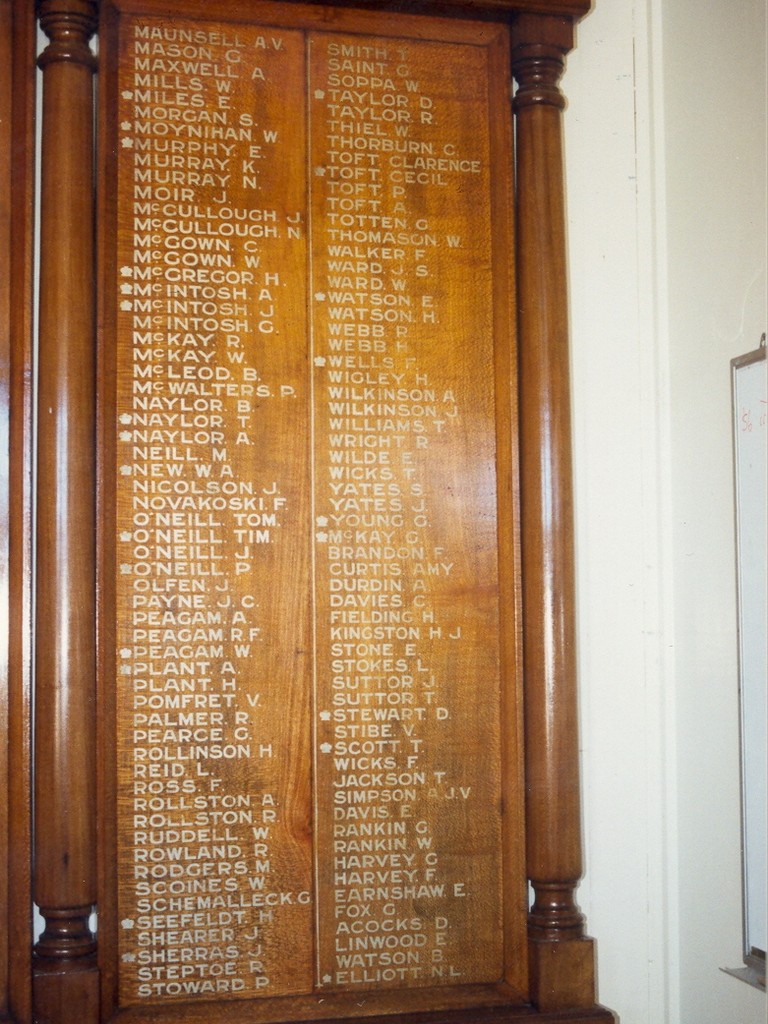 MAUNSELL. A.V.
MASON. G.
MAXWELL. A.
MILLS. W.
MILES. E.
MORGAN. S.
MOYNIHAN. W.
MURPHY. E.
MURRAY. K.
MURRAY. N.
MOIR. J.
McCULLOUGH. J.
McCULLOUGH. N
McGOWN. C.
McGOWN. W.
McGREGOR. H.
McINTOSH. A
McINTOSH. J
McINTOSH. G.
McKAY. R.
McKAY. W.
McLEOD. B.
McWALTERS. P.
NAYLOR. B.
NAYLOR. T.
NAYLOR. A.
NEILL. M.
NEW. W.A.
NICOLSON. J.
NOVAKOSKI. F.
O'NEILL. TOM.
O'NEILL. TIM.
O'NEILL. J.
O'NEILL. P
OLFEN. J.
PAYNE. J. C.
PEAGAM. A.
PEAGAM. R.F.
PEAGAM. W.
PLANT. A.
PLANT. H.
POMFRET. V.
PALMER. R.
PEARCE. G.
ROLLINSON. H.
REID. L.
ROSS. F.
ROLLSTON. A.
ROLLSTON. R.
RUDDELL. W.
ROWLAND. R
RODGERS. M
SCOINES. W
SCHEMALLECK. G
SEEFELDT. H
SHEARER. J
SHERRAS. J
STEPTOE. R
STOWARD. P.
SMITH. T.
SAINT. G.
SOPPA. W.
TAYLOR. D.
TAYLOR. R.
THIEL. W.
THORBURN. C.
TOFT. CLARENCE
TOFT. CECIL
TOFT. P.
TOFT. A.
TOTTEN. G
THOMASON. W.
WALKER. F
WARD. J. S.
WARD. W.
WATSON. E.
WATSON. H.
WEBB. R.
WEBB. H
WELLS. F.
WIGLEY. H.
WILKINSON. A
WILKINSON. J
WILLIAMS. T.
WRIGHT. R
WILDE. E.
WICKS. T.
YATES. S.
YATES. J.
YOUNG. G.
McKAY. G.
BRANDON. F.
CURTIS. AMY
DURDIN. A.
DAVIES. C.
FIELDING. H.
KINGSTON. H.J
STONE. E.
STOKES. L.
SUTTOR. J.
SUTTOR. T.
STEWART. D.
STIBE. V.
SCOTT. T.
WICKS. F.
JACKSON. T.
SIMPSON. A.J.V
DAVIS. E.
RANKIN. G.
RANKIN. W
HARVEY. G
HARVEY. F.
EARNSHAW. E.
FOX. G
ACOCKS. D.
LINWOOD. E
WATSON. B.
ELLIOTT. N.L.
56